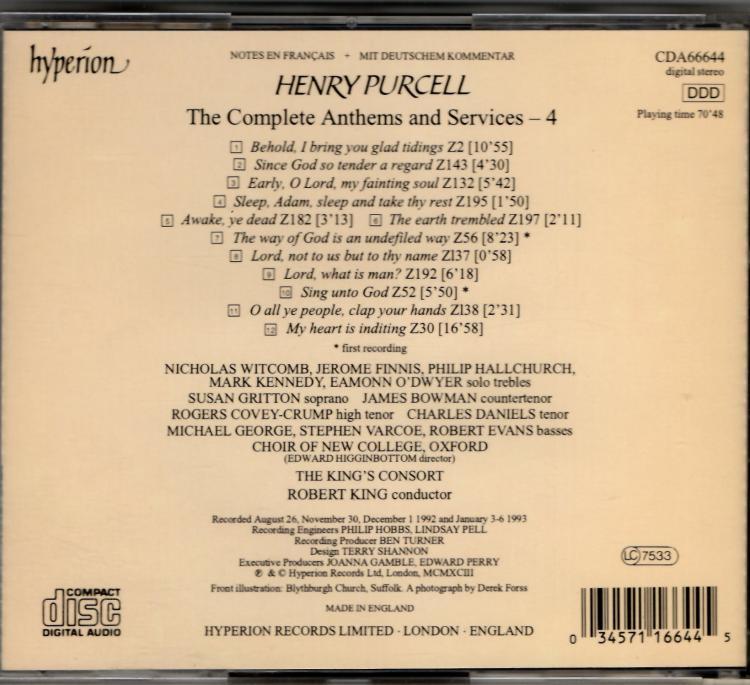 hyperion
NOTES EN FRANÇAIS + MIT DEUTSCHEM KOMMENTAR
CDA66644
digital stereo
DDD
Playing time 70'48
HENRY PURCELL
The Complete Anthems and Services – 4
1 Behold, I bring you glad tidings Z2 [10'55]
2 Since God so tender a regard Z143 [4'30]
3 Early, O Lord, my fainting soul Z132 [5'42]
4 Sleep, Adam, sleep and take thy rest Z195 [1'50]
5 Awake, ye dead Z182 [3'13] 6 The earth trembled Z197 [2'11]
7 The way of God is an undefiled way Z56 [8'23] *
8 Lord, not to us but to thy name Z137 [0'58]
9 Lord, what is man? Z192 [6'18]
10 Sing unto God Z52 [5'50] *
11 O all ye people, clap your hands Z138 [2'31]
12 My heart is inditing Z30 [16'58]
* first recording
NICHOLAS WITCOMB, JEROME FINNIS, PHILIP HALLCHURCH,
MARK KENNEDY, EAMONN O'DWYER solo trebles
SUSAN GRITTON soprano JAMES BOWMAN countertenor
ROGERS COVEY-CRUMP high tenor CHARLES DANIELS tenor
MICHAEL GEORGE, STEPHEN VARCOE, ROBERT EVANS basses
CHOIR OF NEW COLLEGE, OXFORD
(EDWARD HIGGINBOTTOM director)
THE KING'S CONSORT
ROBERT KING conductor
Recorded August 26, November 30, December 1 1992 and January 3-6 1993
Recording Engineers PHILIP HOBBS, LINDSAY PELL
Recording Producer BEN TURNER
Design TERRY SHANNON
Executive Producers JOANNA GAMBLE, EDWARD PERRY
℗ & © Hyperion Records Ltd, London, MCMXCIII
Front illustration: Blythburgh Church, Suffolk. A photograph by Derek Forss
MADE IN ENGLAND
HYPERION RECORDS LIMITED · LONDON · ENGLAND
COMPACT
disc
DIGITAL AUDIO
LC 7533
0 34571 16644 5